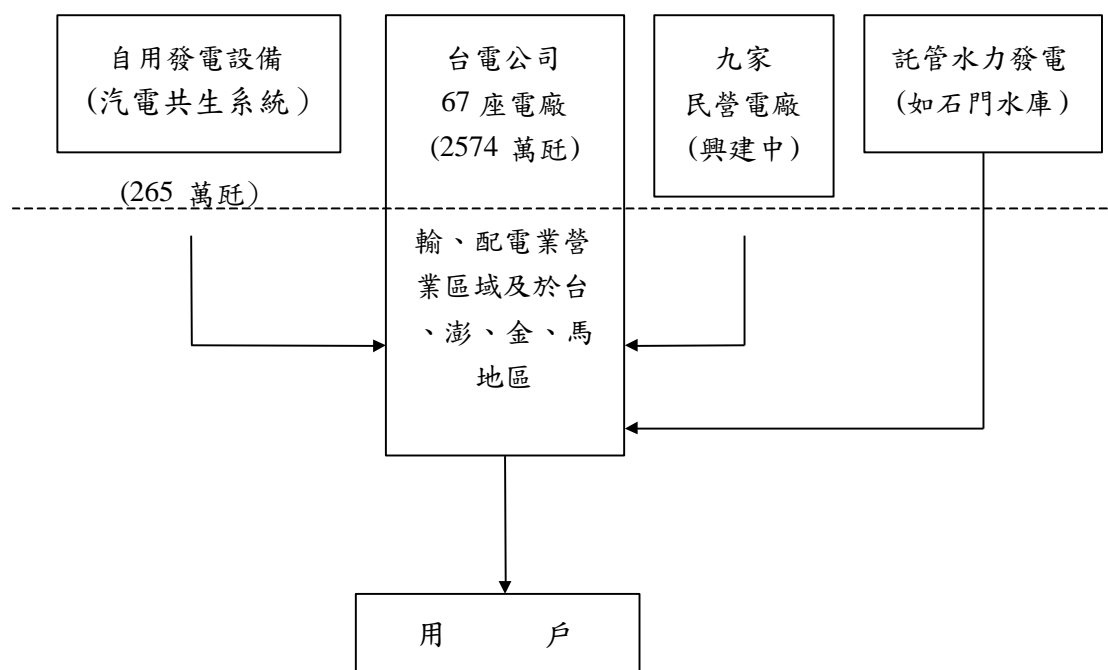 自用發電設備
(汽電共生系統)
(265 萬瓩)
台電公司
67 座電廠
(2574 萬瓩)
輸、配電業營
業區域及於台
、澎、金、馬
地區
九家
民營電廠
(興建中)
託管水力發電
(如石門水庫)
用 戶